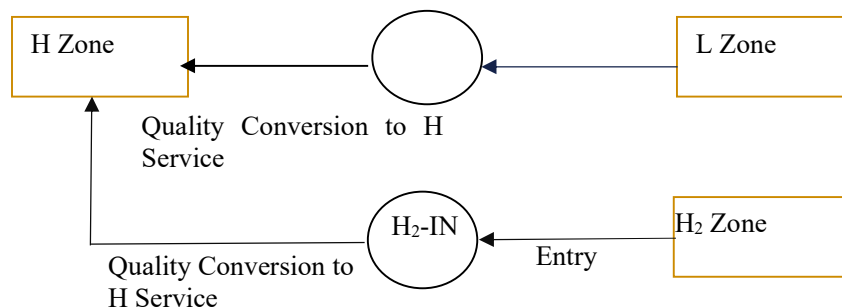 H Zone
L Zone
Quality Conversion to H
Service
H₂-IN
H₂ Zone
Entry
Quality Conversion to
H Service